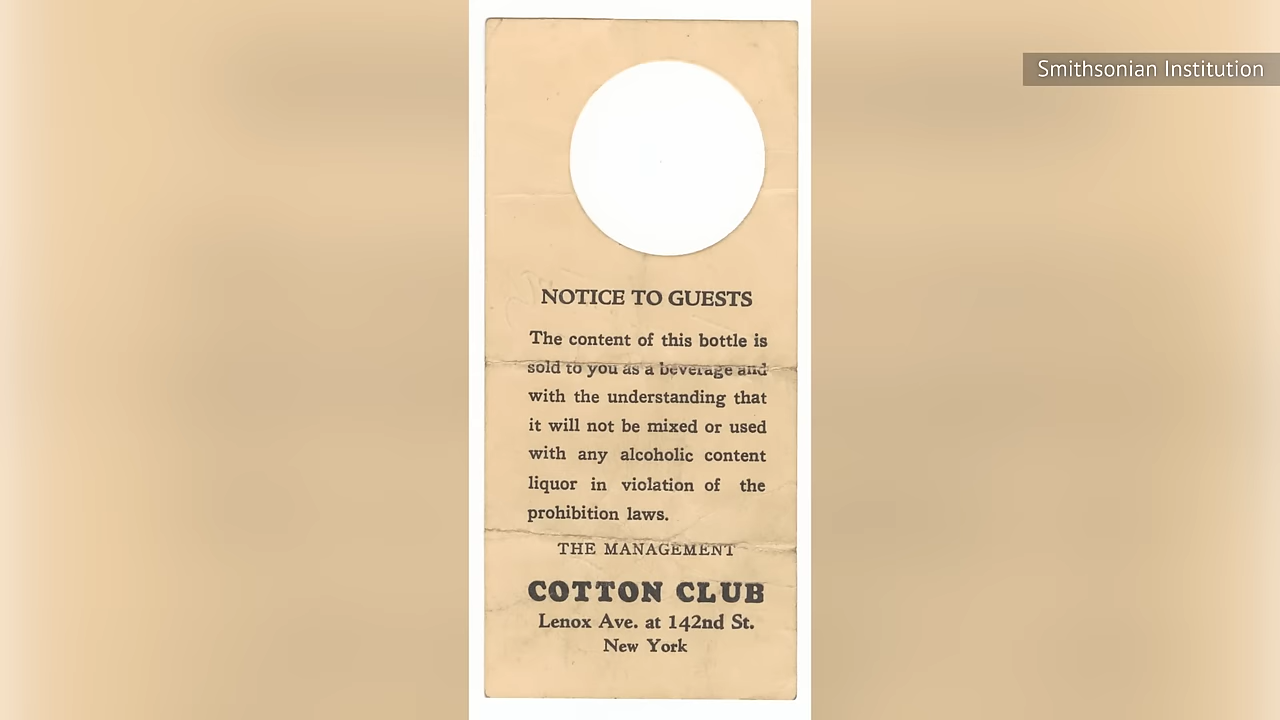 Smithsonian Institution
NOTICE TO GUESTS
The content of this bottle is
sold to you as a beverage and
with the understanding that
it will not be mixed or used
with any alcoholic content
liquor in violation of the
prohibition laws.
THE MANAGEMENT
COTTON CLUB
Lenox Ave. at 142nd St.
New York